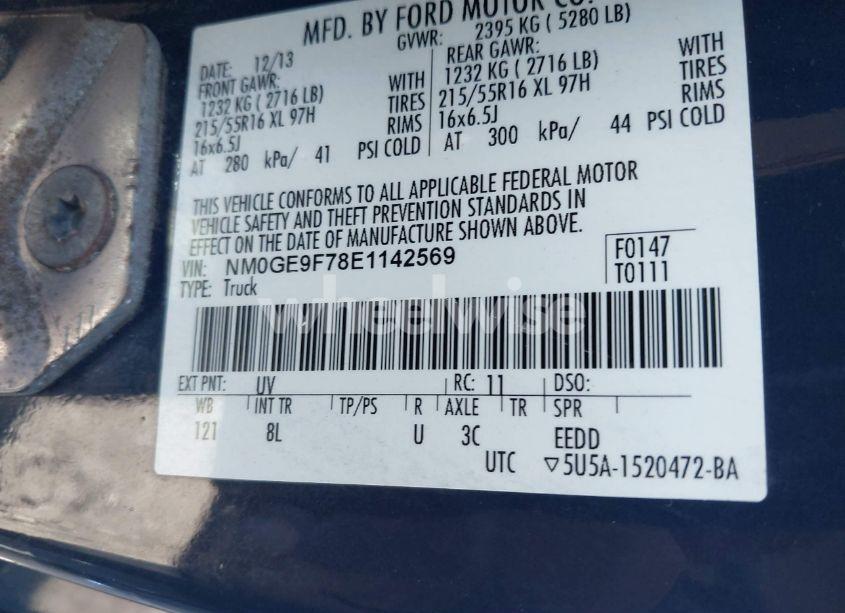 MFD. BY FORD MOTOR CO.
GVWR: 2395 KG ( 5280 LB)
DATE: 12/13
FRONT GAWR: REAR GAWR:
1232 KG ( 2716 LB) WITH 1232 KG ( 2716 LB) WITH
215/55R16 XL 97H TIRES 215/55R16 XL 97H TIRES
16x6.5J RIMS 16x6.5J RIMS
AT 280 kPa/ 41 PSI COLD AT 300 kPa/ 44 PSI COLD
THIS VEHICLE CONFORMS TO ALL APPLICABLE FEDERAL MOTOR
VEHICLE SAFETY AND THEFT PREVENTION STANDARDS IN
EFFECT ON THE DATE OF MANUFACTURE SHOWN ABOVE.
VIN: NM0GE9F78E1142569 F0147
TYPE: Truck T0111
wheelwise
EXT PNT: UV RC: 11 DSO:
WB INT TR TP/PS R AXLE TR SPR
121 8L U 3C EEDD
UTC ▽5U5A-1520472-BA